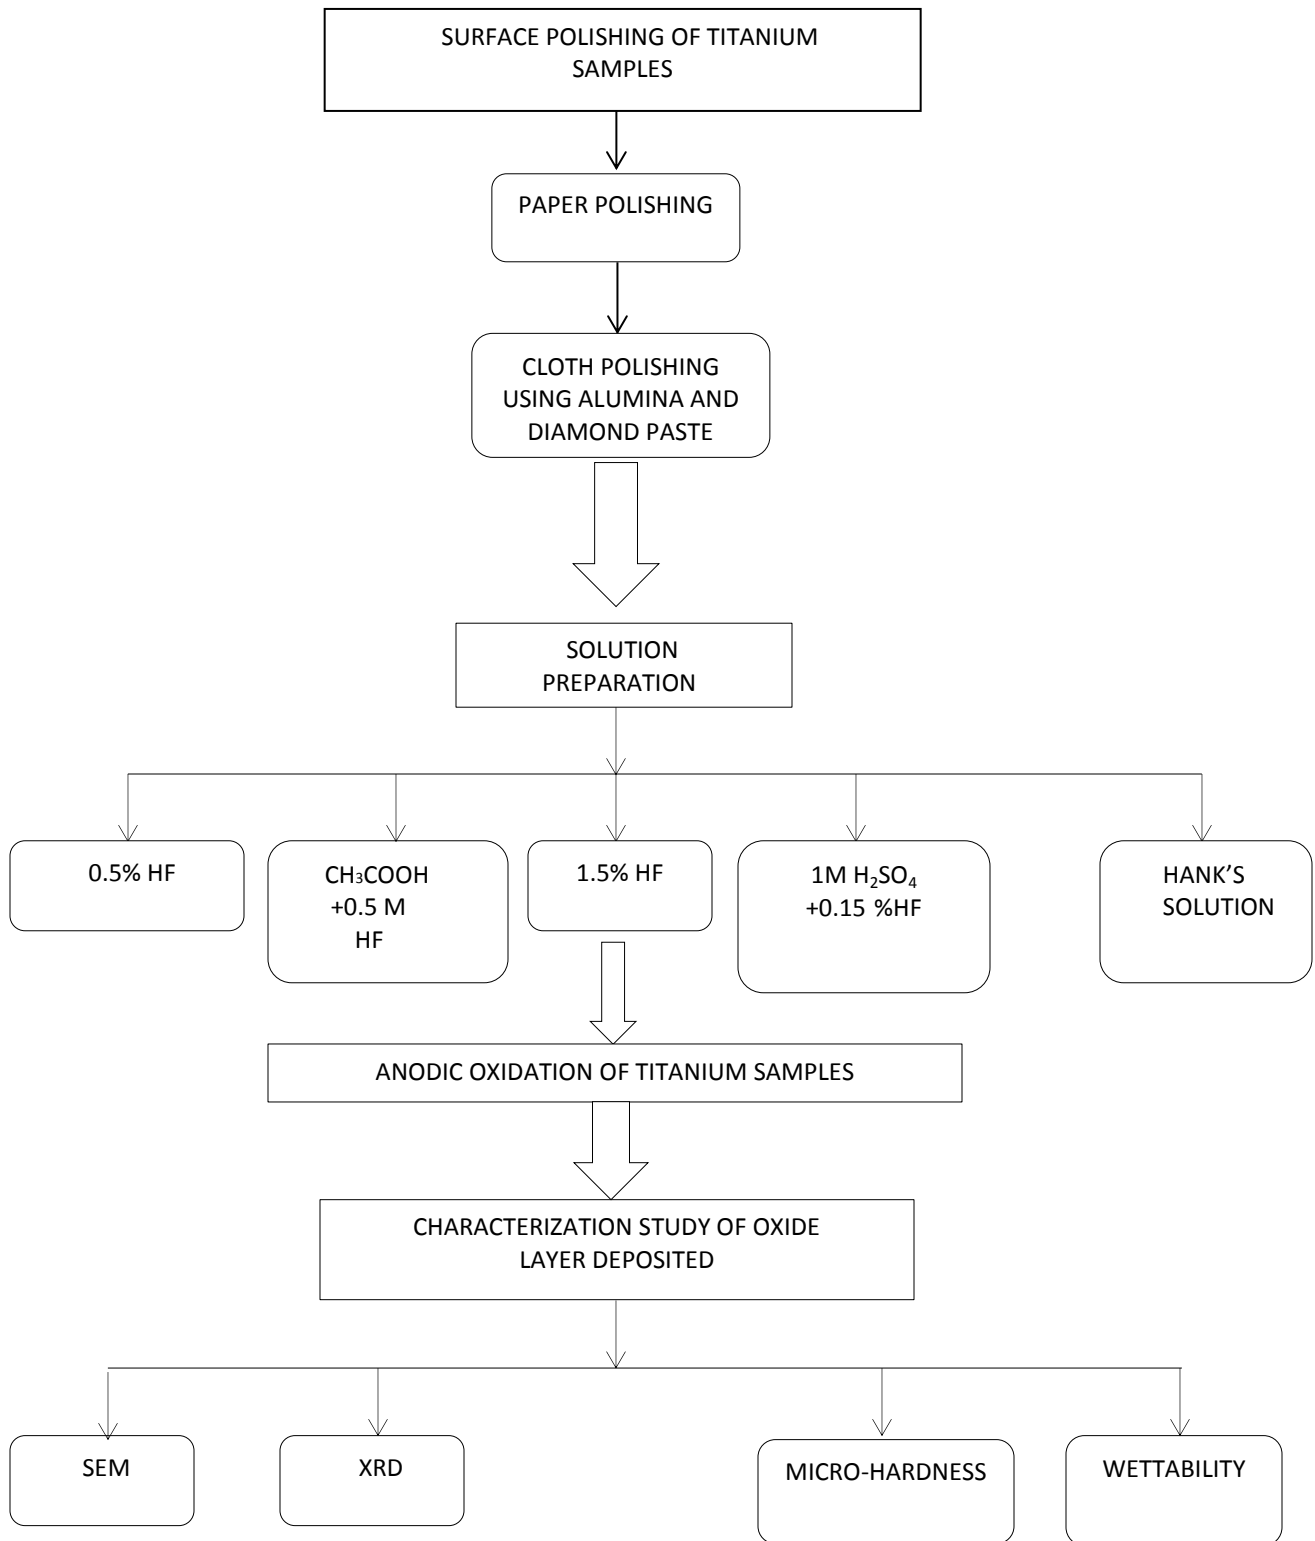 SURFACE POLISHING OF TITANIUM
SAMPLES
PAPER POLISHING
CLOTH POLISHING
USING ALUMINA AND
DIAMOND PASTE
SOLUTION
PREPARATION
0.5% HF
CH₃COOH
+0.5 M
HF
1.5% HF
1M H₂SO₄
+0.15 %HF
HANK’S
SOLUTION
ANODIC OXIDATION OF TITANIUM SAMPLES
CHARACTERIZATION STUDY OF OXIDE
LAYER DEPOSITED
SEM
XRD
MICRO-HARDNESS
WETTABILITY